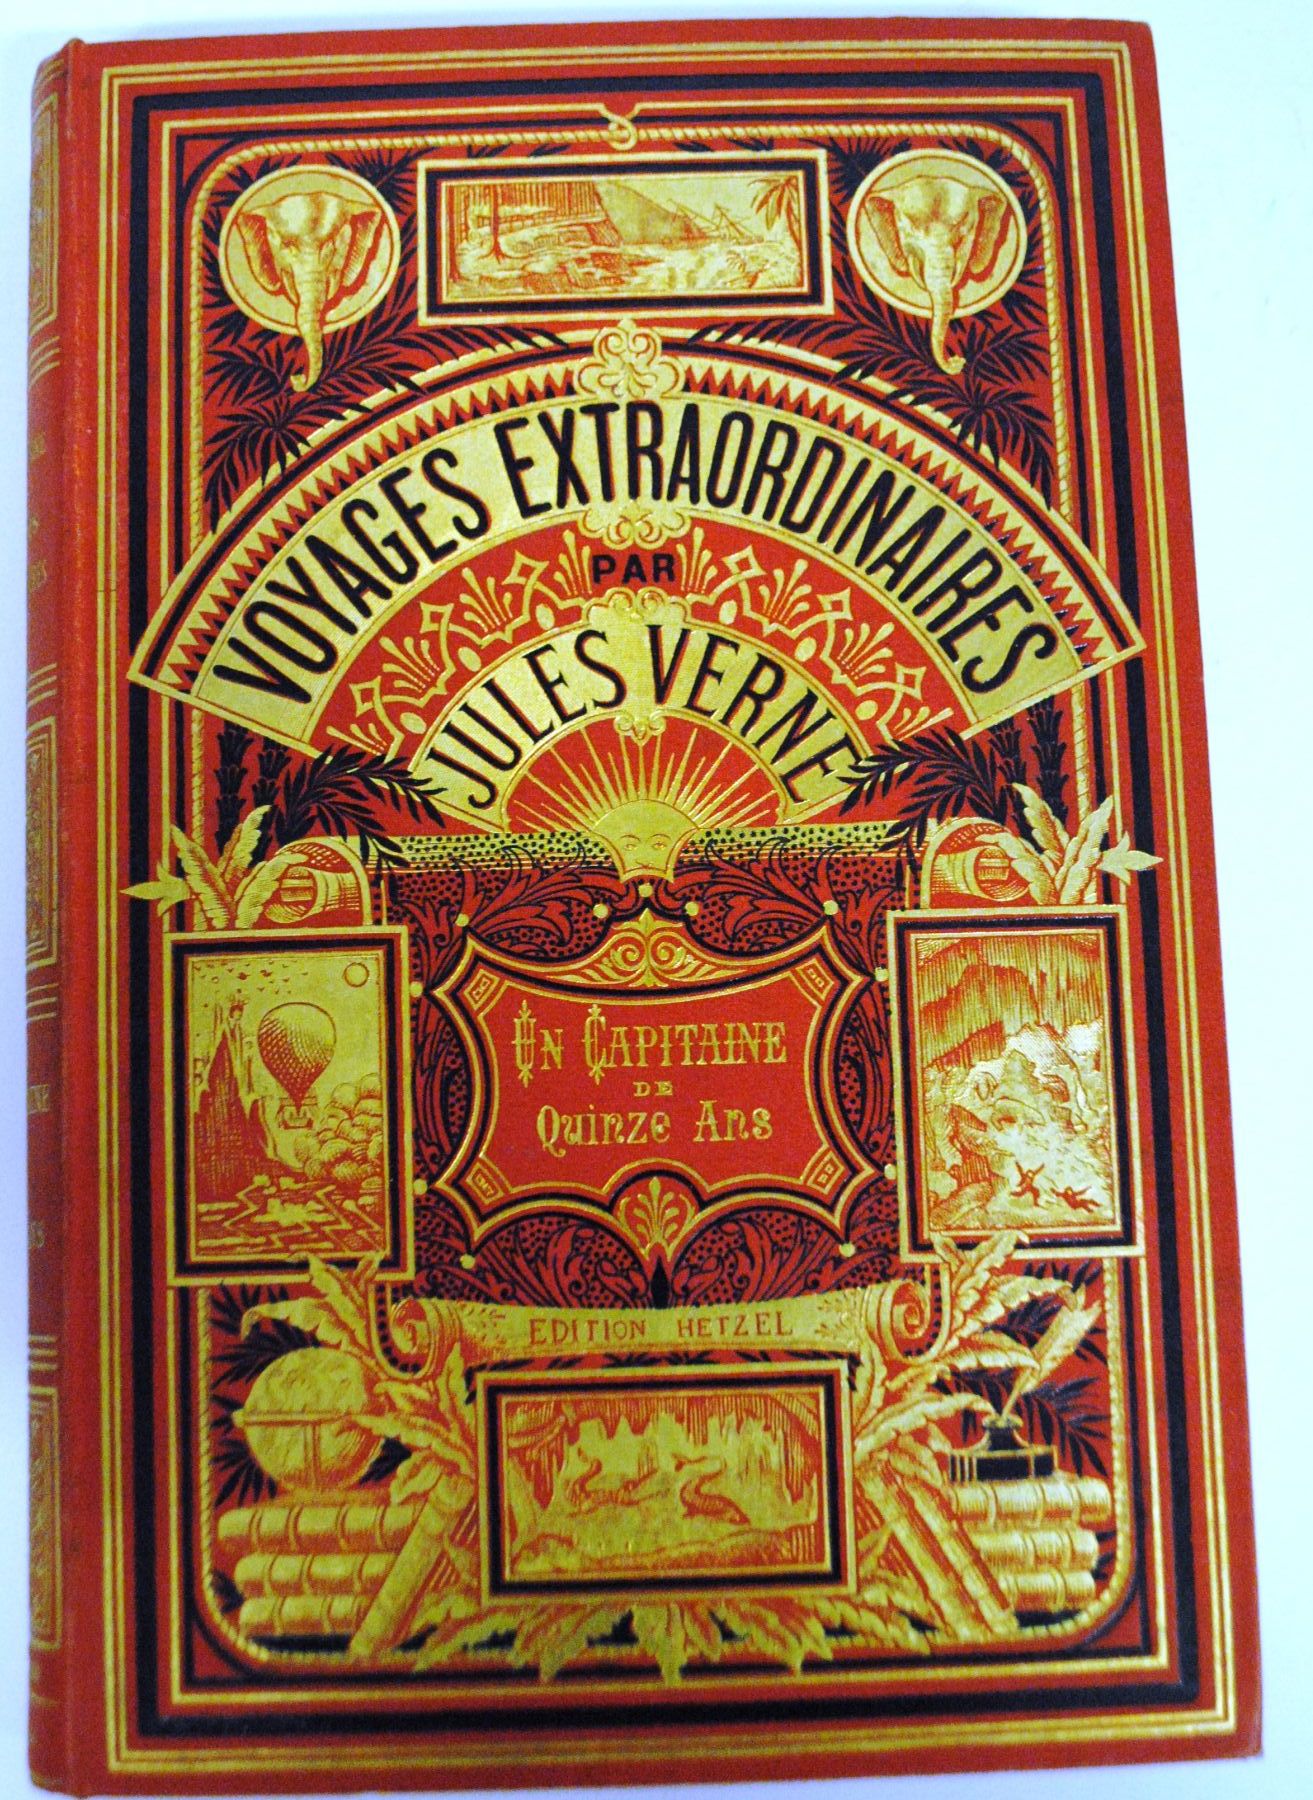 VOYAGES EXTRAORDINAIRES
PAR
JULES VERNE
UN CAPITAINE
DE
QUINZE ANS
EDITION HETZEL